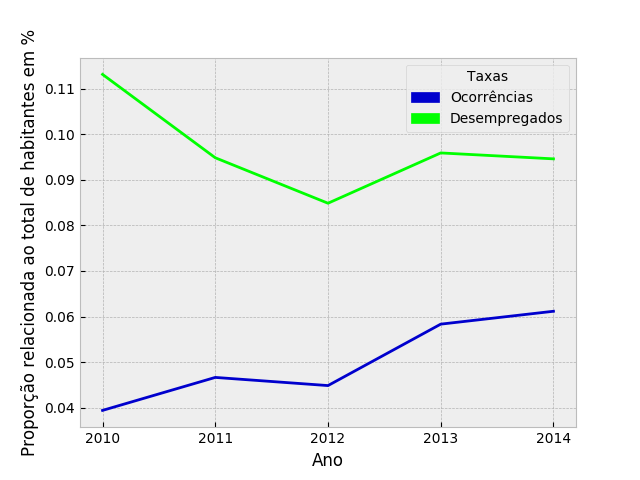 Proporção relacionada ao total de habitantes em %
0.11
0.10
0.09
0.08
0.07
0.06
0.05
0.04
Taxas
Ocorrências
Desempregados
2010 2011 2012 2013 2014
Ano